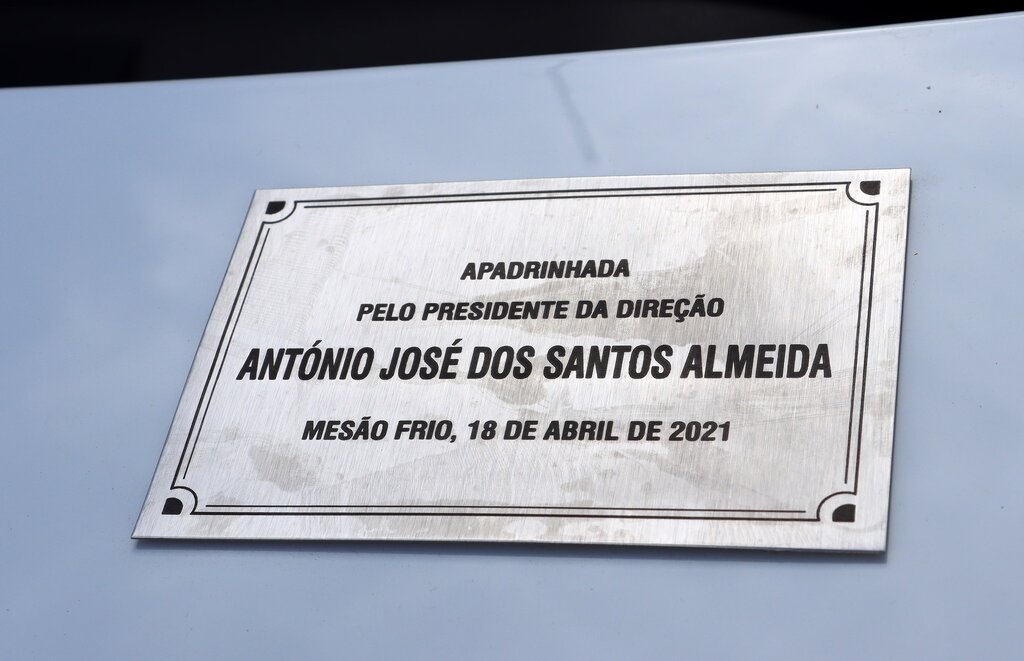 APADRINHADA
PELO PRESIDENTE DA DIREÇÃO
ANTÓNIO JOSÉ DOS SANTOS ALMEIDA
MESÃO FRIO, 18 DE ABRIL DE 2021